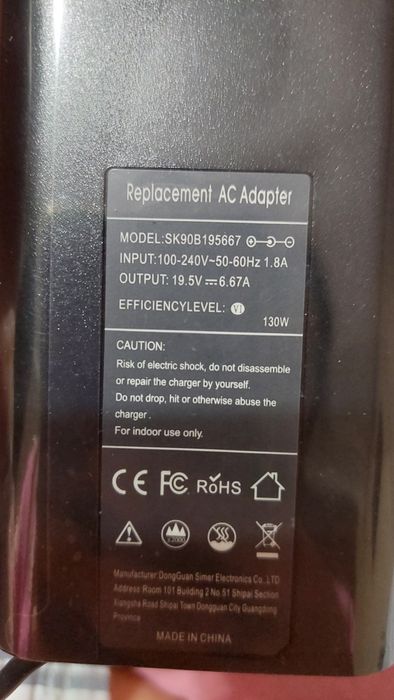 Replacement AC Adapter
MODEL:SK90B195667
INPUT:100-240V~50-60Hz 1.8A
OUTPUT: 19.5V⎓6.67A
EFFICIENCYLEVEL: VI
130W
CAUTION:
Risk of electric shock, do not disassemble
or repair the charger by yourself.
Do not drop, hit or otherwise abuse the
charger.
For indoor use only.
CE FC RoHS
≤2000
Manufacturer:DongGuan Simer Electronics Co. LTD
Address:Room 101 Building 2 No.51 Shipai Section
Xiangsha Road Shipai Town Dongguan City Guangdong
Province
MADE IN CHINA